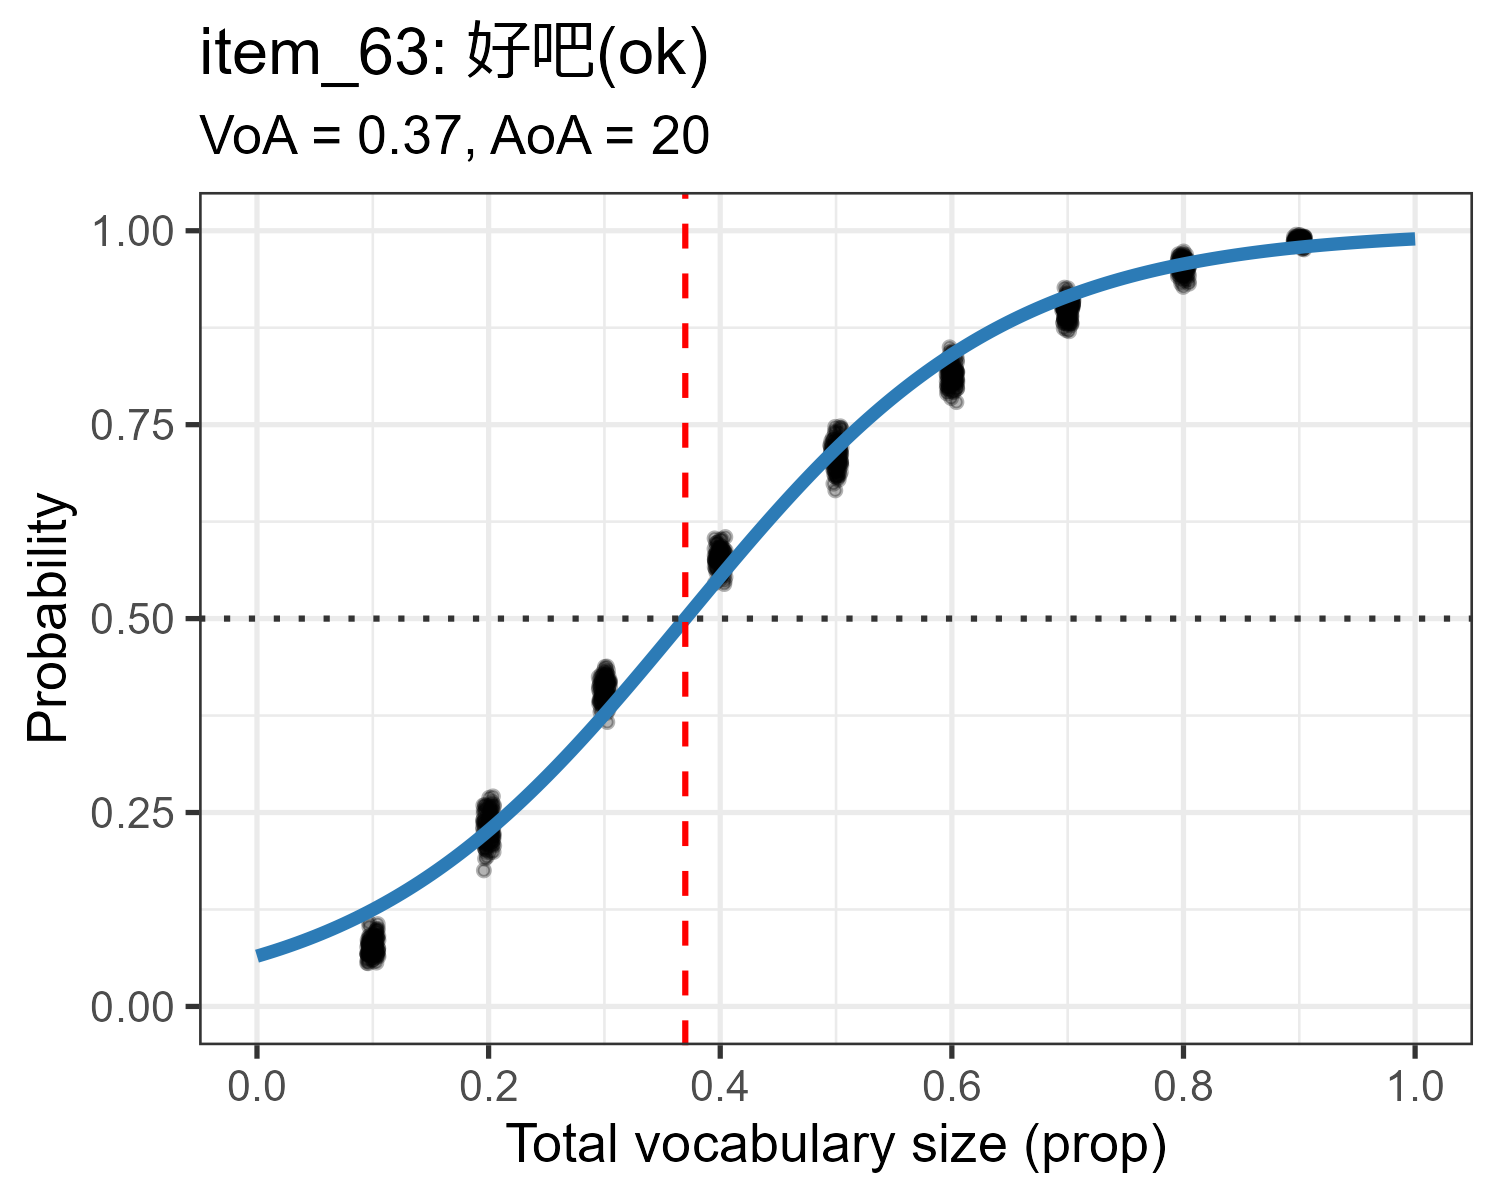 item_63: 好吧(ok)
VoA = 0.37, AoA = 20
1.00
0.75
0.50
0.25
0.00
Probability
0.0 0.2 0.4 0.6 0.8 1.0
Total vocabulary size (prop)